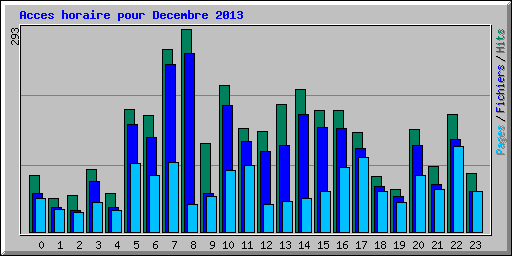 Acces horaire pour Decembre 2013
293
Pages / Fichiers / Hits
0 1 2 3 4 5 6 7 8 9 10 11 12 13 14 15 16 17 18 19 20 21 22 23